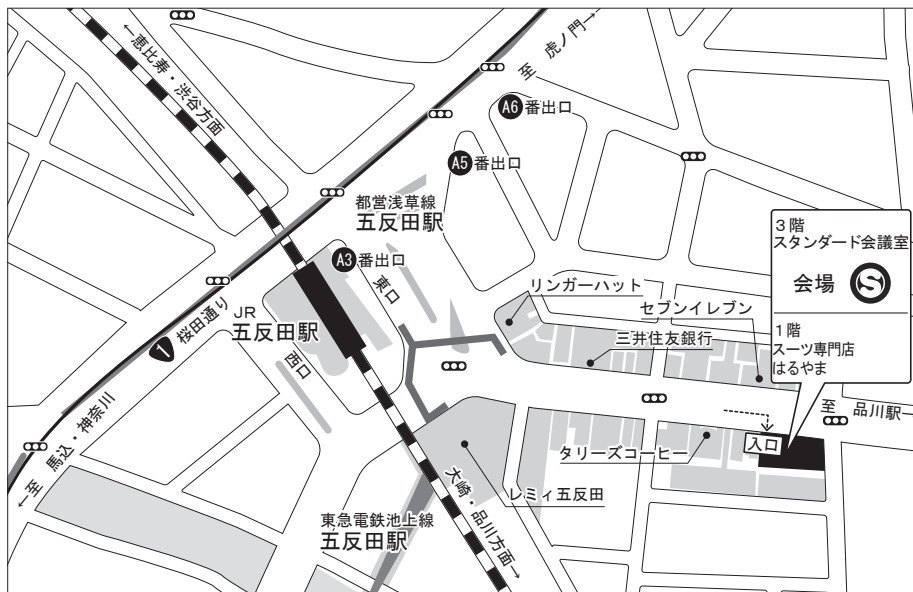 ←恵比寿・渋谷方面
至 虎ノ門→
A6 番出口
A5 番出口
都営浅草線
五反田駅
A3 番出口
東口
JR
五反田駅
西口
1 桜田通り
←至 馬込・神奈川
リンガーハット
セブンイレブン
三井住友銀行
3階
スタンダード会議室
会場 S
1階
スーツ専門店
はるやま
至 品川駅→
入口
タリーズコーヒー
レミィ五反田
大崎・品川方面→
東急電鉄池上線
五反田駅